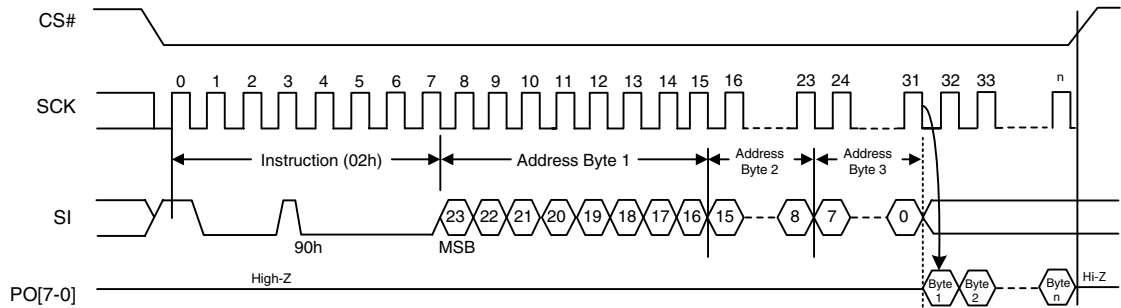 CS#
0 1 2 3 4 5 6 7 8 9 10 11 12 13 14 15 16 23 24 31 32 33 n
SCK
Instruction (02h) Address Byte 1 Address Byte 2 Address Byte 3
SI 23 22 21 20 19 18 17 16 15 8 7 0
90h MSB
High-Z Hi-Z
PO[7-0] Byte 1 Byte 2 Byte n